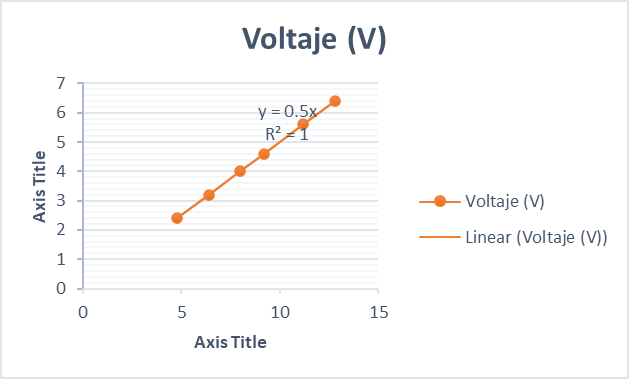 Voltaje (V)
7
6
5
4
3
2
1
0
y = 0.5x
R² = 1
Axis Title
0 5 10 15
Axis Title
Voltaje (V)
Linear (Voltaje (V))